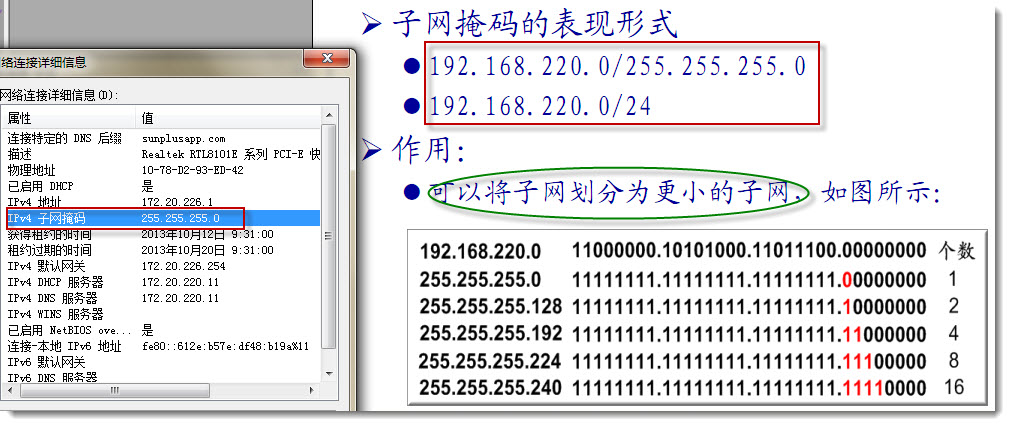 络连接详细信息
网络连接详细信息(D):
属性 值
连接特定的 DNS 后缀 sunplusapp.com
描述 Realtek RTL8101E 系列 PCI-E 快
物理地址 10-78-D2-93-ED-42
已启用 DHCP 是
IPv4 地址 172.20.226.1
IPv4 子网掩码 255.255.255.0
获得租约的时间 2013年10月12日 9:31:00
租约过期的时间 2013年10月20日 9:31:00
IPv4 默认网关 172.20.226.254
IPv4 DHCP 服务器 172.20.220.11
IPv4 DNS 服务器 172.20.220.11
IPv4 WINS 服务器
已启用 NetBIOS ove... 是
连接-本地 IPv6 地址 fe80::612e:b57e:df48:b19a%11
IPv6 默认网关
IPv6 DNS 服务器
子网掩码的表现形式
192.168.220.0/255.255.255.0
192.168.220.0/24
作用:
可以将子网划分为更小的子网,如图所示:
192.168.220.0 11000000.10101000.11011100.00000000 个数
255.255.255.0 11111111.11111111.11111111.00000000 1
255.255.255.128 11111111.11111111.11111111.10000000 2
255.255.255.192 11111111.11111111.11111111.11000000 4
255.255.255.224 11111111.11111111.11111111.11100000 8
255.255.255.240 11111111.11111111.11111111.11110000 16